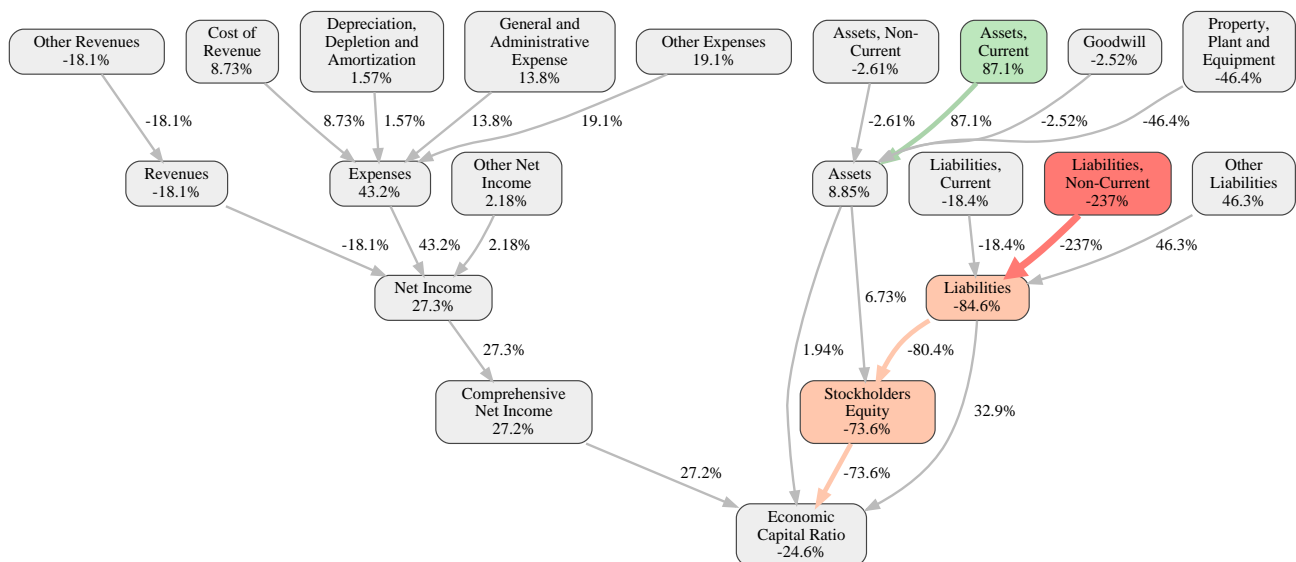 Other Revenues
-18.1%
Cost of
Revenue
8.73%
Depreciation,
Depletion and
Amortization
1.57%
General and
Administrative
Expense
13.8%
Other Expenses
19.1%
Assets, Non-
Current
-2.61%
Assets,
Current
87.1%
Goodwill
-2.52%
Property,
Plant and
Equipment
-46.4%
-18.1%
8.73%
1.57%
13.8%
19.1%
-2.61%
87.1%
-2.52%
-46.4%
Revenues
-18.1%
Expenses
43.2%
Other Net
Income
2.18%
Assets
8.85%
Liabilities,
Current
-18.4%
Liabilities,
Non-Current
-237%
Other
Liabilities
46.3%
-18.1%
43.2%
2.18%
-18.4%
-237%
46.3%
Net Income
27.3%
6.73%
Liabilities
-84.6%
27.3%
1.94%
-80.4%
Comprehensive
Net Income
27.2%
Stockholders
Equity
-73.6%
32.9%
27.2%
-73.6%
Economic
Capital Ratio
-24.6%